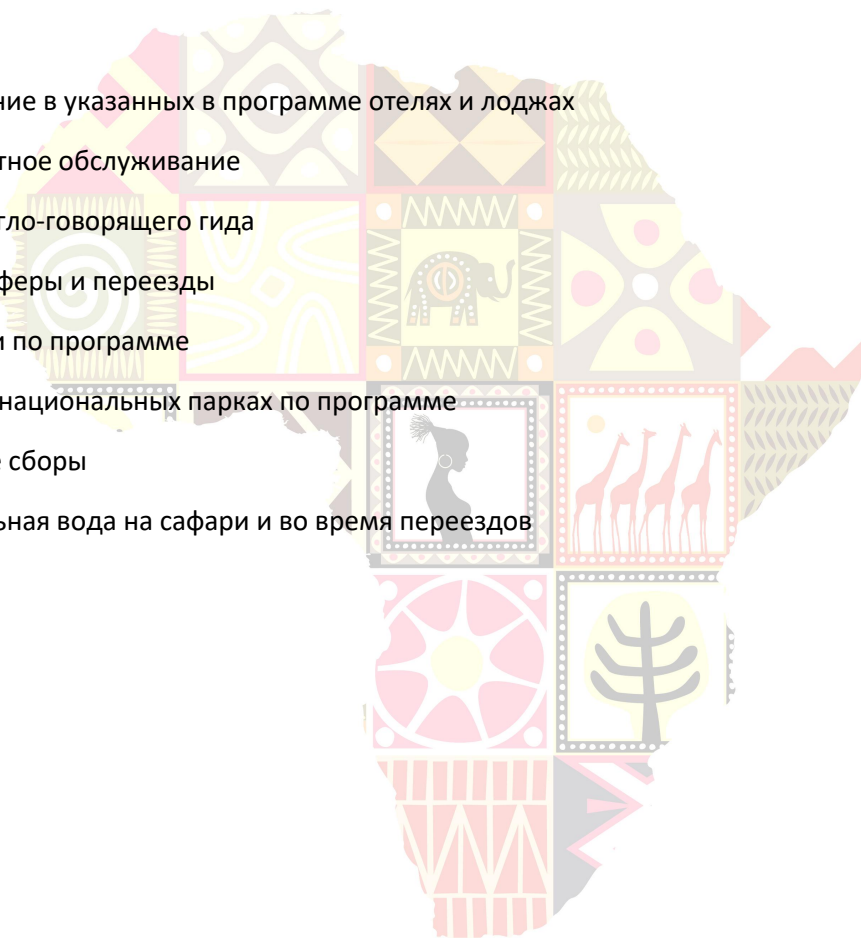 ние в указанных в программе отелях и лоджах
тное обслуживание
гло-говорящего гида
феры и переезды
и по программе
национальных парках по программе
е сборы
ьная вода на сафари и во время переездов